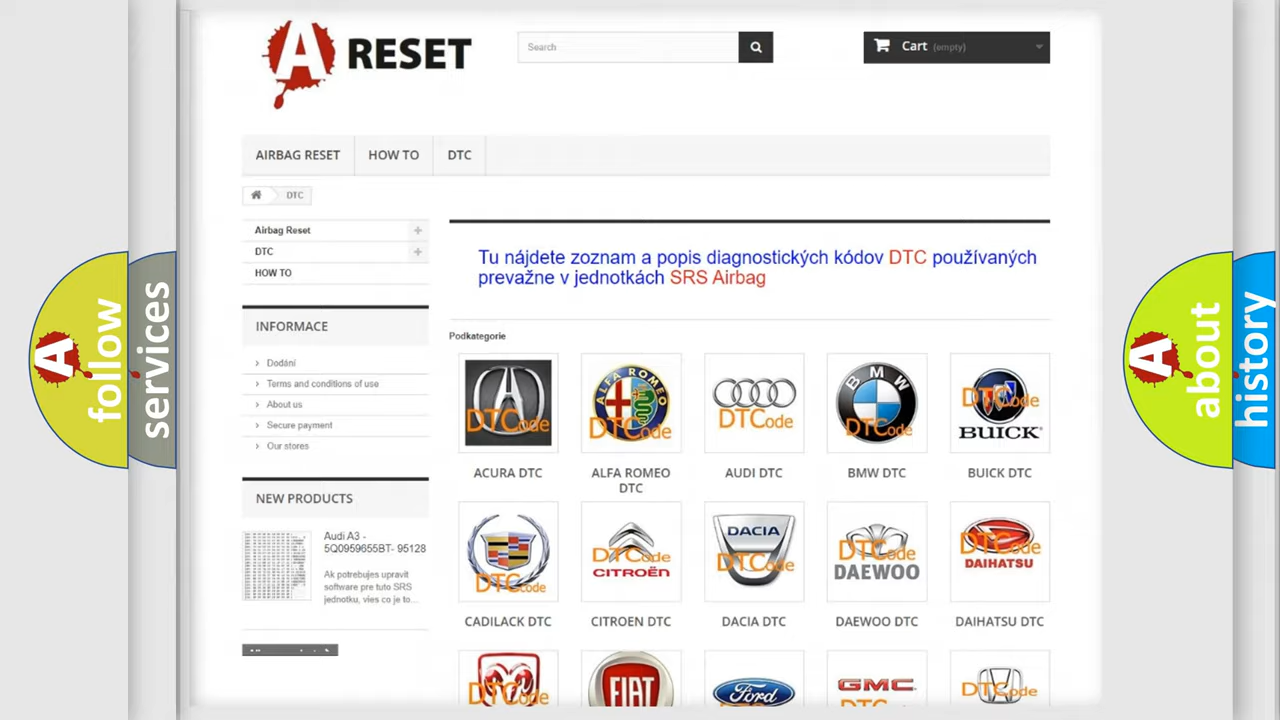 A RESET
Search
Cart (empty)
AIRBAG RESET
HOW TO
DTC
DTC
Airbag Reset
DTC
HOW TO
INFORMACE
Dodání
Terms and conditions of use
About us
Secure payment
Our stores
NEW PRODUCTS
Audi A3 -
5Q0959655BT- 95128
Ak potrebujes upravit
software pre tuto SRS
jednotku, vies co je to...
Tu nájdete zoznam a popis diagnostických kódov DTC používaných
prevažne v jednotkách SRS Airbag
Podkategorie
DTCode
ALFA ROMEO
DTCode
DTCode
BMW
DTCode
DTCode
BUICK
ACURA DTC
ALFA ROMEO
DTC
AUDI DTC
BMW DTC
BUICK DTC
DTCode
DTCode
CITROËN
DACIA
DTCode
DTCode
DAEWOO
DTCode
DAIHATSU
CADILACK DTC
CITROEN DTC
DACIA DTC
DAEWOO DTC
DAIHATSU DTC
DTCode
FIAT
Ford
GMC
DTCode
A follow
services
A about
history